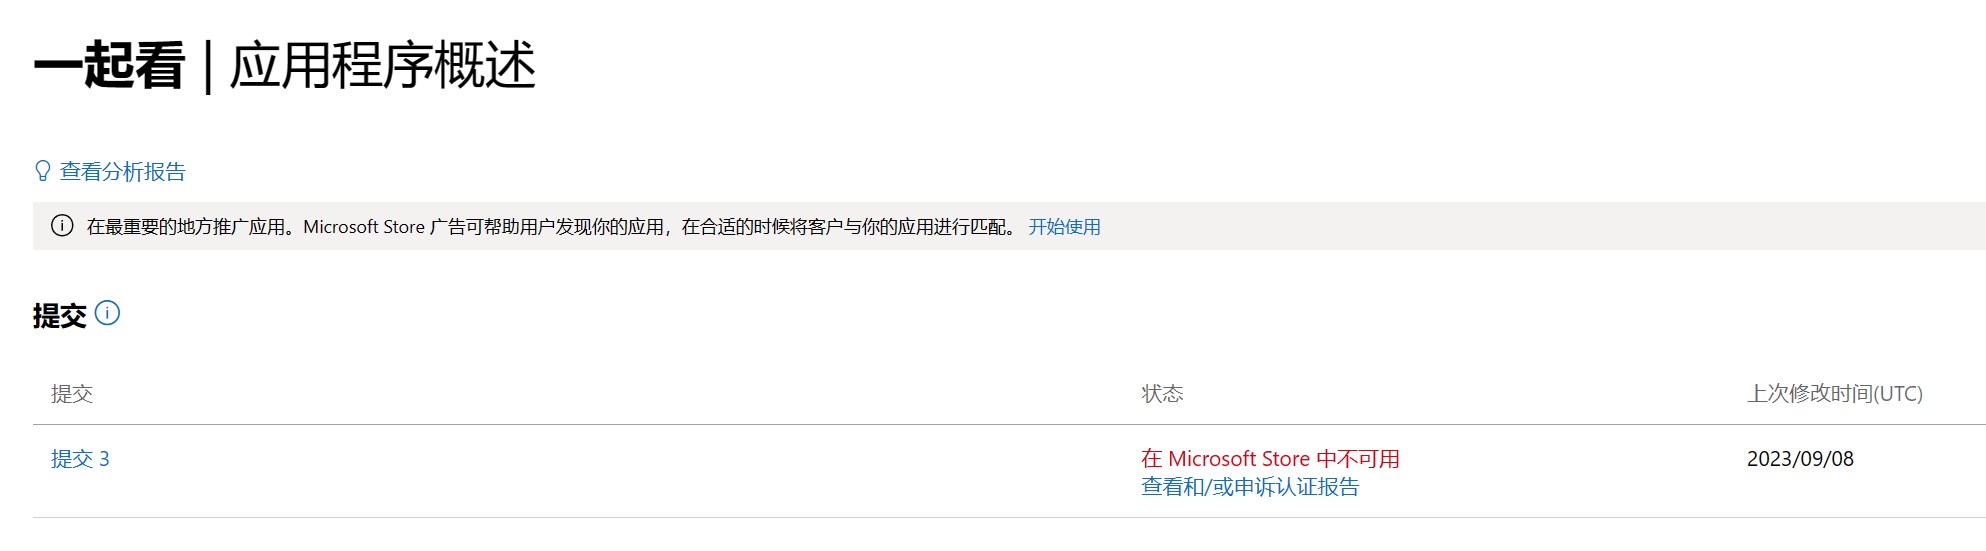 一起看 | 应用程序概述
查看分析报告
在最重要的地方推广应用。Microsoft Store 广告可帮助用户发现你的应用，在合适的时候将客户与你的应用进行匹配。 开始使用
提交
提交 状态 上次修改时间(UTC)
提交 3 在 Microsoft Store 中不可用 2023/09/08
查看和/或申诉认证报告